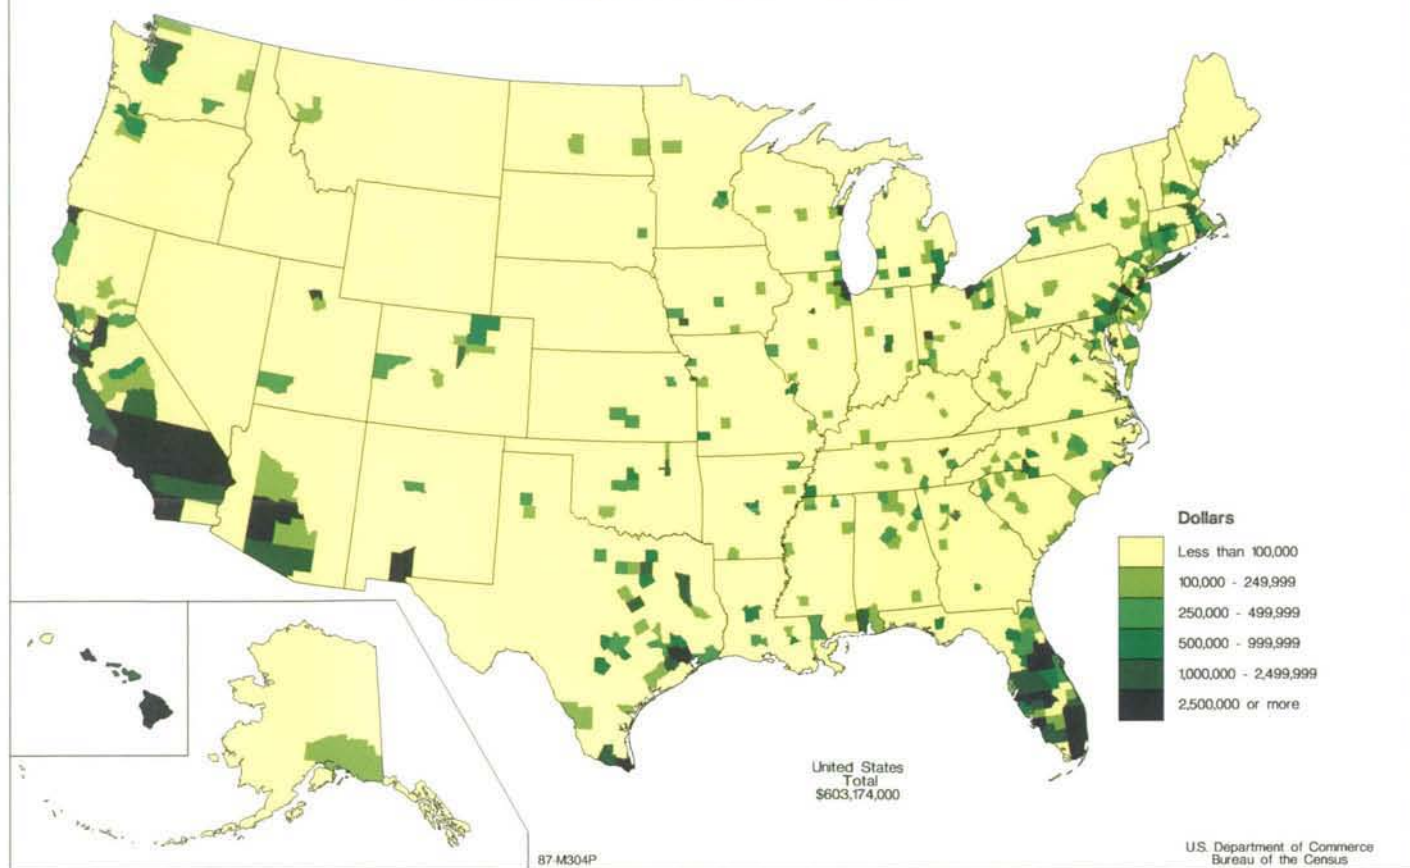 Dollars
Less than 100,000
100,000 - 249,999
250,000 - 499,999
500,000 - 999,999
1,000,000 - 2,499,999
2,500,000 or more
United States
Total
$603,174,000
87-M304P
U.S. Department of Commerce
Bureau of the Census